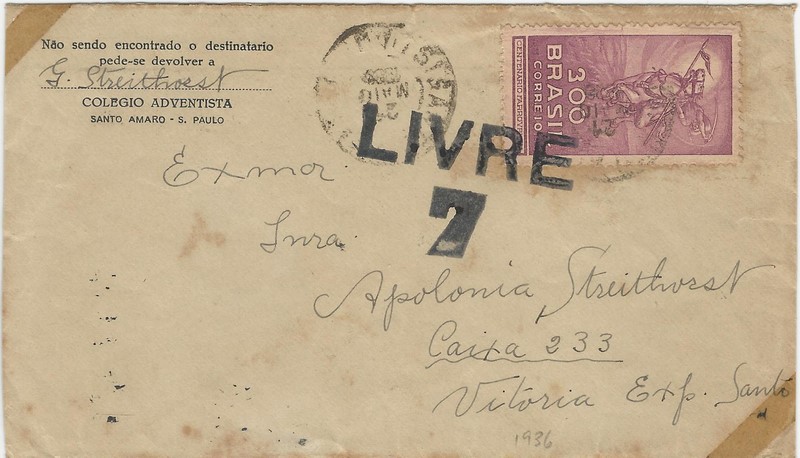 Não sendo encontrado o destinatario
pede-se devolver a
G. Streithorst
COLEGIO ADVENTISTA
SANTO AMARO - S. PAULO
BRASIL
CORREIO
300
LIVRE
7
Exmor
Snra.
Apolonia Streithorst
Caixa 233
Vitoria Esp. Santo
1936